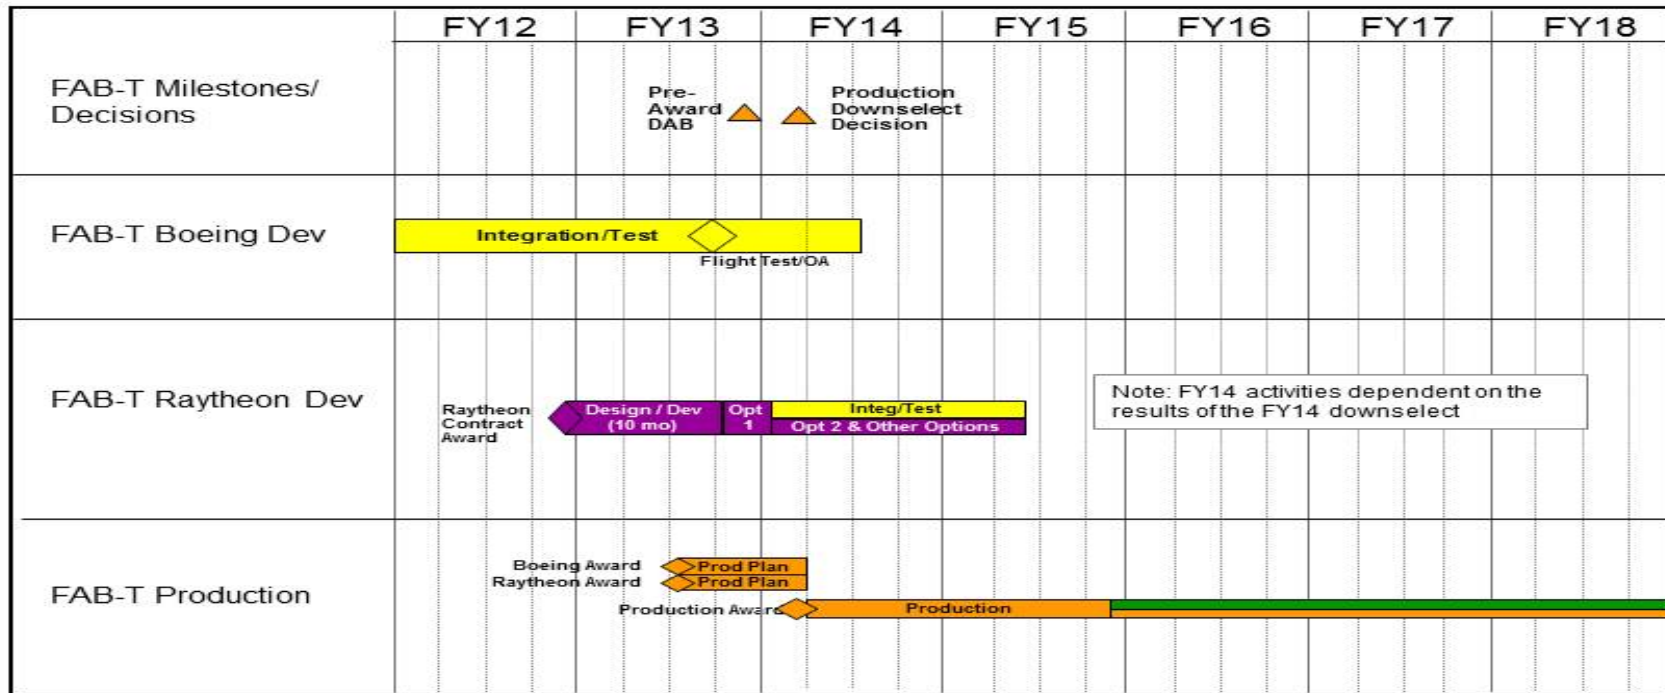 FY12 FY13 FY14 FY15 FY16 FY17 FY18
FAB-T Milestones/
Decisions
Pre-
Award
DAB
Production
Downselect
Decision
FAB-T Boeing Dev
Integration/Test
Flight Test/OA
FAB-T Raytheon Dev
Raytheon
Contract
Award
Design / Dev
(10 mo)
Opt
1
Integ/Test
Opt 2 & Other Options
Note: FY14 activities dependent on the
results of the FY14 downselect
FAB-T Production
Boeing Award
Prod Plan
Raytheon Award
Prod Plan
Production Award
Production